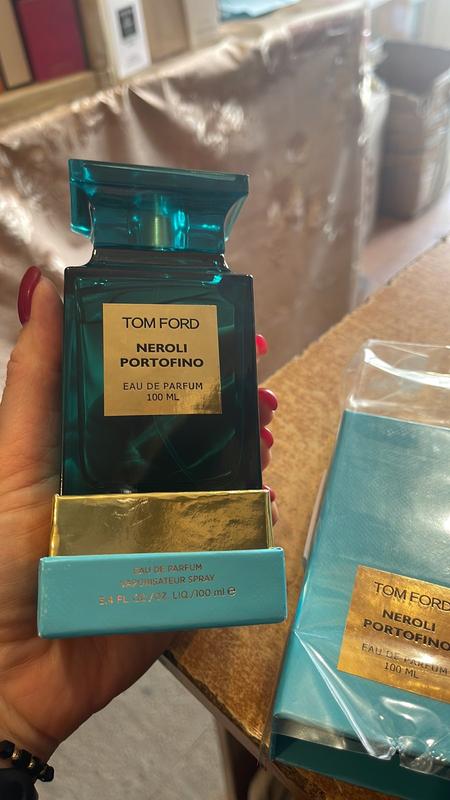 TOM FORD
NEROLI
PORTOFINO
EAU DE PARFUM
100 ML
EAU DE PARFUM
VAPORISATEUR SPRAY
3,4 FL.OZ./OZ. LIQ./100 ml e
TOM FORD
NEROLI
PORTOFINO
EAU DE PARFUM
100 ML